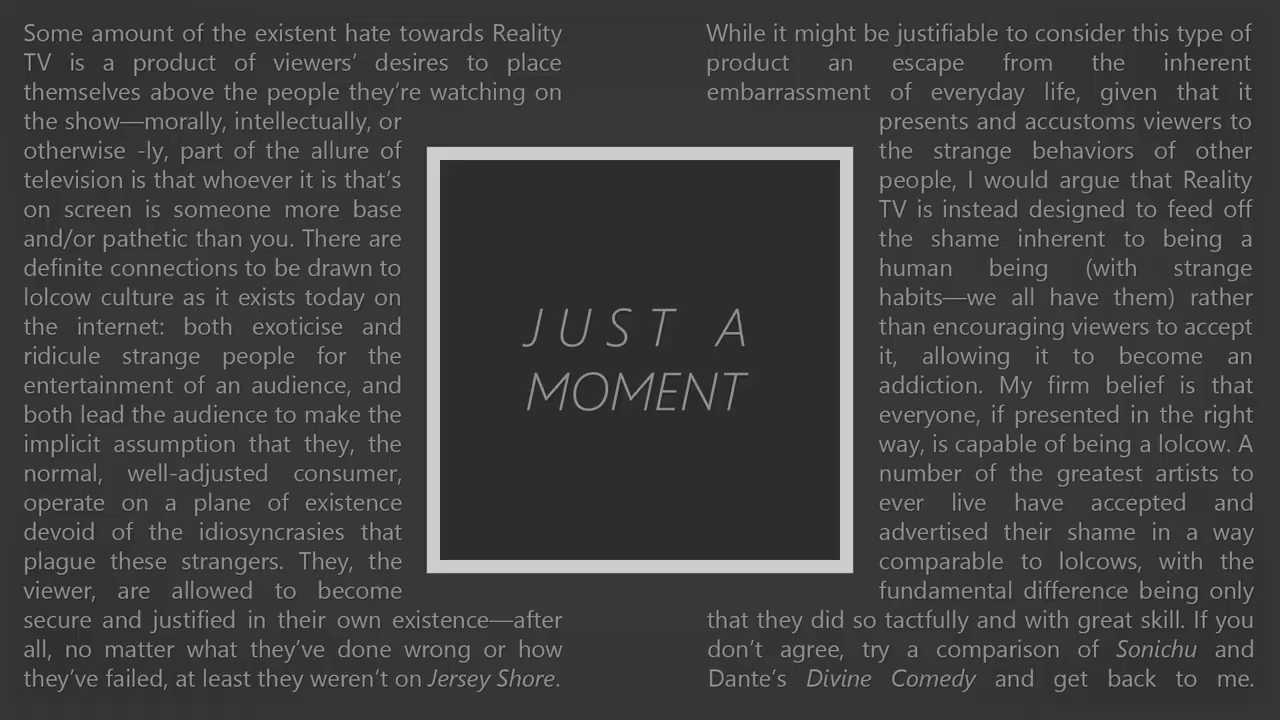 Some amount of the existent hate towards Reality
TV is a product of viewers’ desires to place
themselves above the people they’re watching on
the show—morally, intellectually, or
otherwise -ly, part of the allure of
television is that whoever it is that’s
on screen is someone more base
and/or pathetic than you. There are
definite connections to be drawn to
lolcow culture as it exists today on
the internet: both exoticise and
ridicule strange people for the
entertainment of an audience, and
both lead the audience to make the
implicit assumption that they, the
normal, well-adjusted consumer,
operate on a plane of existence
devoid of the idiosyncrasies that
plague these strangers. They, the
viewer, are allowed to become
secure and justified in their own existence—after
all, no matter what they’ve done wrong or how
they’ve failed, at least they weren’t on Jersey Shore.
JUST A
MOMENT
While it might be justifiable to consider this type of
product an escape from the inherent
embarrassment of everyday life, given that it
presents and accustoms viewers to
the strange behaviors of other
people, I would argue that Reality
TV is instead designed to feed off
the shame inherent to being a
human being (with strange
habits—we all have them) rather
than encouraging viewers to accept
it, allowing it to become an
addiction. My firm belief is that
everyone, if presented in the right
way, is capable of being a lolcow. A
number of the greatest artists to
ever live have accepted and
advertised their shame in a way
comparable to lolcows, with the
fundamental difference being only
that they did so tactfully and with great skill. If you
don’t agree, try a comparison of Sonichu and
Dante’s Divine Comedy and get back to me.